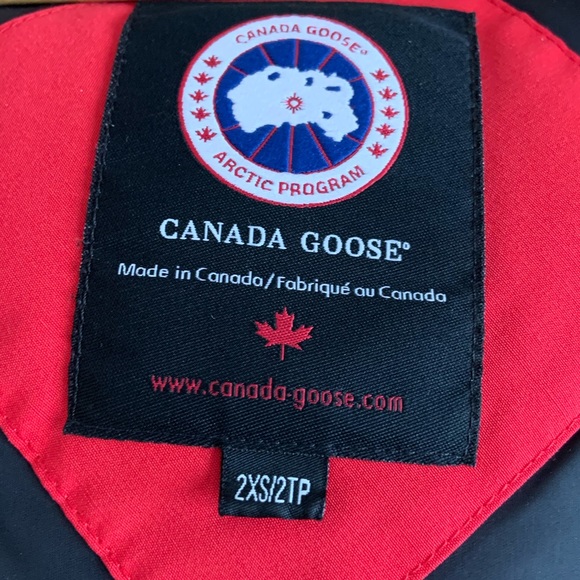 CANADA GOOSE®
ARCTIC PROGRAM
CANADA GOOSE®
Made in Canada/Fabriqué au Canada
www.canada-goose.com
2XS/2TP